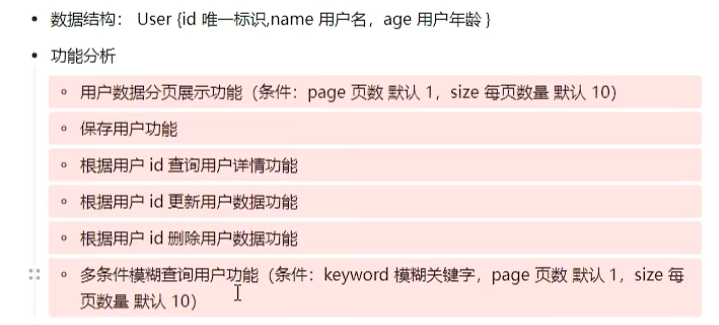 数据结构： User {id 唯一标识,name 用户名，age 用户年龄 }
功能分析
用户数据分页展示功能（条件：page 页数 默认 1，size 每页数量 默认 10）
保存用户功能
根据用户 id 查询用户详情功能
根据用户 id 更新用户数据功能
根据用户 id 删除用户数据功能
多条件模糊查询用户功能（条件：keyword 模糊关键字，page 页数 默认 1，size 每
页数量 默认 10）